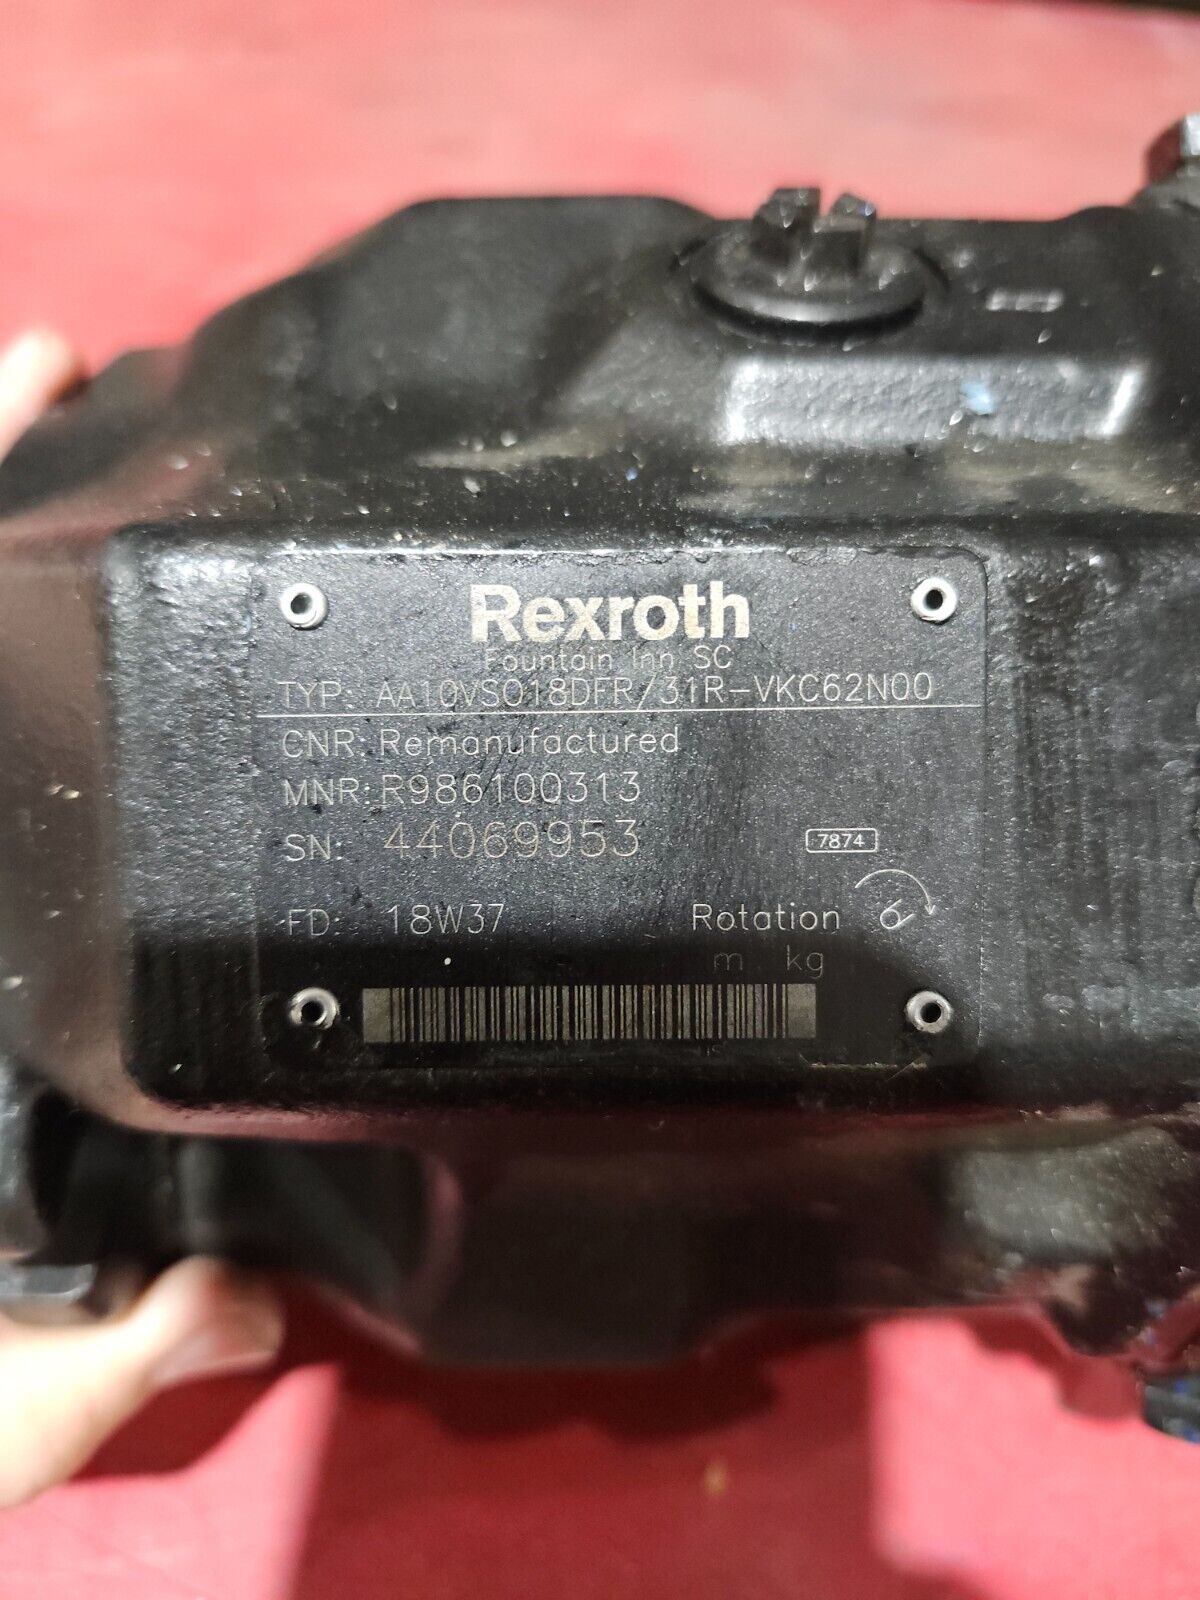 Rexroth
Fountain Inn SC
TYP: AA10VSO18DFR/31R-VKC62N00
CNR: Remanufactured
MNR: R986100313
SN: 44069953
7874
FD: 18W37 Rotation
m kg